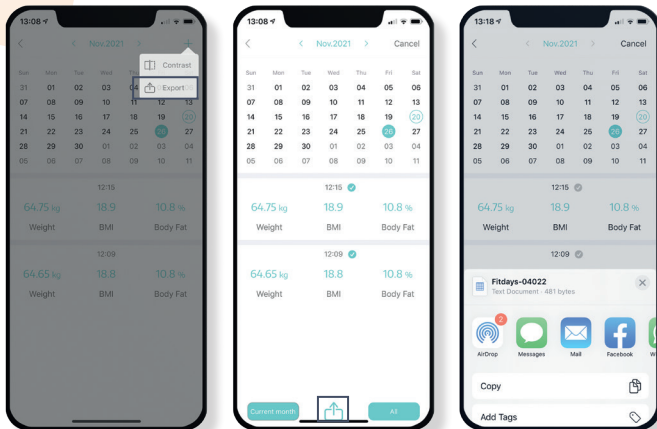 13:08
Nov.2021
Contrast
Export
Sun Mon Tue Wed Thu
31 01 02 03 04 05 06
07 08 09 10 11 12 13
14 15 16 17 18 19 20
21 22 23 24 25 26 27
28 29 30 01 02 03 04
05 06 07 08 09 10 11
12:15
64.75 kg 18.9 10.8 %
Weight BMI Body Fat
12:09
64.65 kg 18.8 10.8 %
Weight BMI Body Fat
13:08
Nov.2021 Cancel
Sun Mon Tue Wed Thu Fri Sat
31 01 02 03 04 05 06
07 08 09 10 11 12 13
14 15 16 17 18 19 20
21 22 23 24 25 26 27
28 29 30 01 02 03 04
05 06 07 08 09 10 11
12:15
64.75 kg 18.9 10.8 %
Weight BMI Body Fat
12:09
64.65 kg 18.8 10.8 %
Weight BMI Body Fat
Current month All
13:18
Nov.2021 Cancel
Sun Mon Tue Wed Thu Fri Sat
31 01 02 03 04 05 06
07 08 09 10 11 12 13
14 15 16 17 18 19 20
21 22 23 24 25 26 27
28 29 30 01 02 03 04
05 06 07 08 09 10 11
12:15
64.75 kg 18.9 10.8 %
Weight BMI Body Fat
12:09
Fitdays-04022
Text Document · 481 bytes
2
AirDrop Messages Mail Facebook
Copy
Add Tags